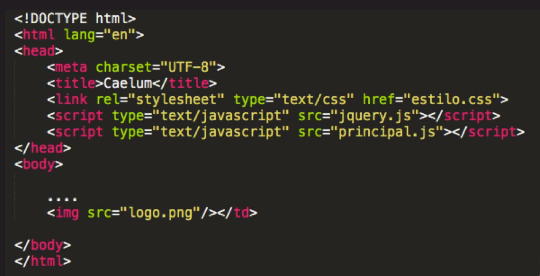 <!DOCTYPE html>
<html lang="en">
<head>
    <meta charset="UTF-8">
    <title>Caelum</title>
    <link rel="stylesheet" type="text/css" href="estilo.css">
    <script type="text/javascript" src="jquery.js"></script>
    <script type="text/javascript" src="principal.js"></script>
</head>
<body>

    ....
    <img src="logo.png"/></td>

</body>
</html>